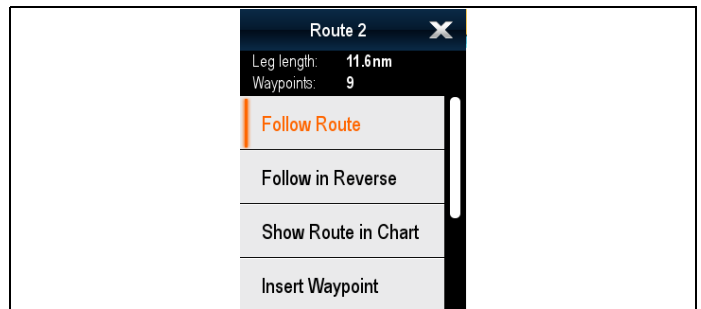 Route 2
Leg length: 11.6nm
Waypoints: 9
Follow Route
Follow in Reverse
Show Route in Chart
Insert Waypoint